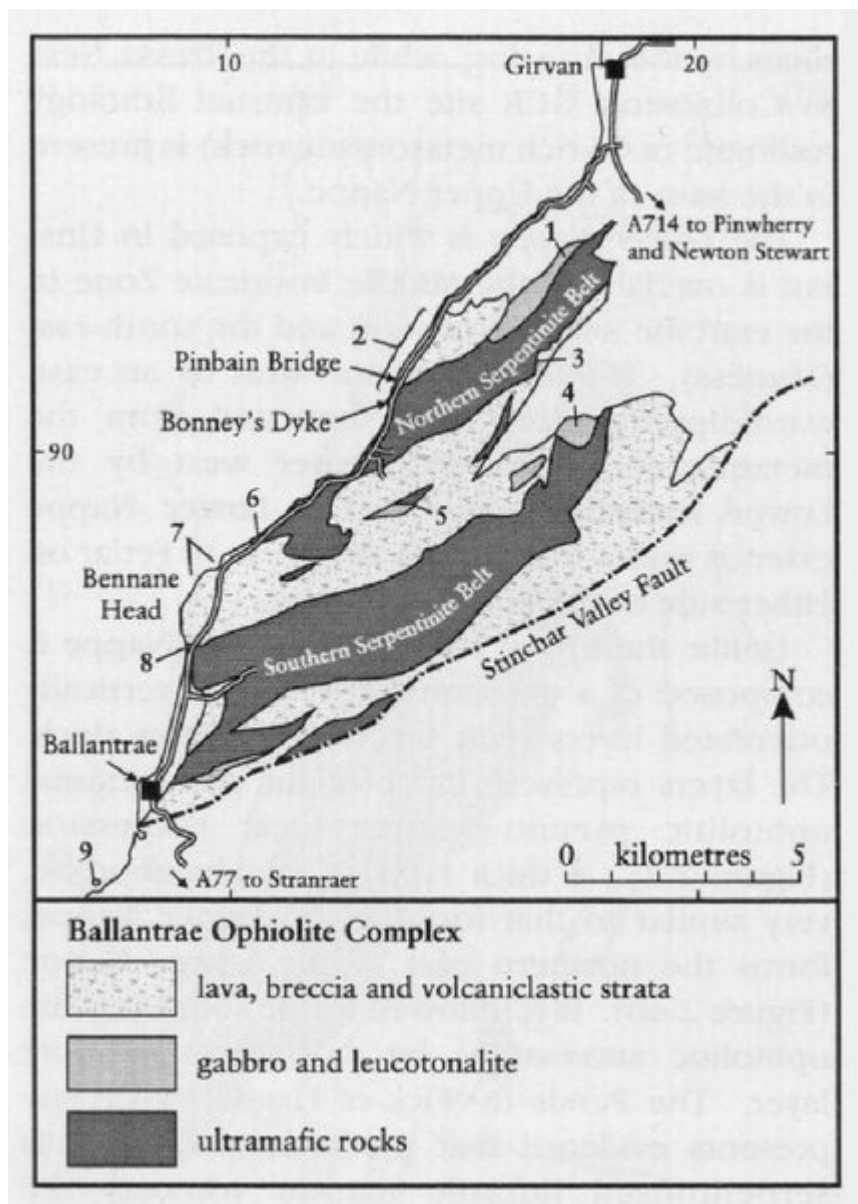 10
20
Girvan
1
A714 to Pinwherry
and Newton Stewart
2
Pinbain Bridge
3
Northern Serpentinite Belt
Bonney's Dyke
4
90
5
6
7
Bennane
Head
Southern Serpentinite Belt
Stinchar Valley Fault
8
N
Ballantrae
9
A77 to Stranraer
0 kilometres 5
Ballantrae Ophiolite Complex
lava, breccia and volcaniclastic strata
gabbro and leucotonalite
ultramafic rocks